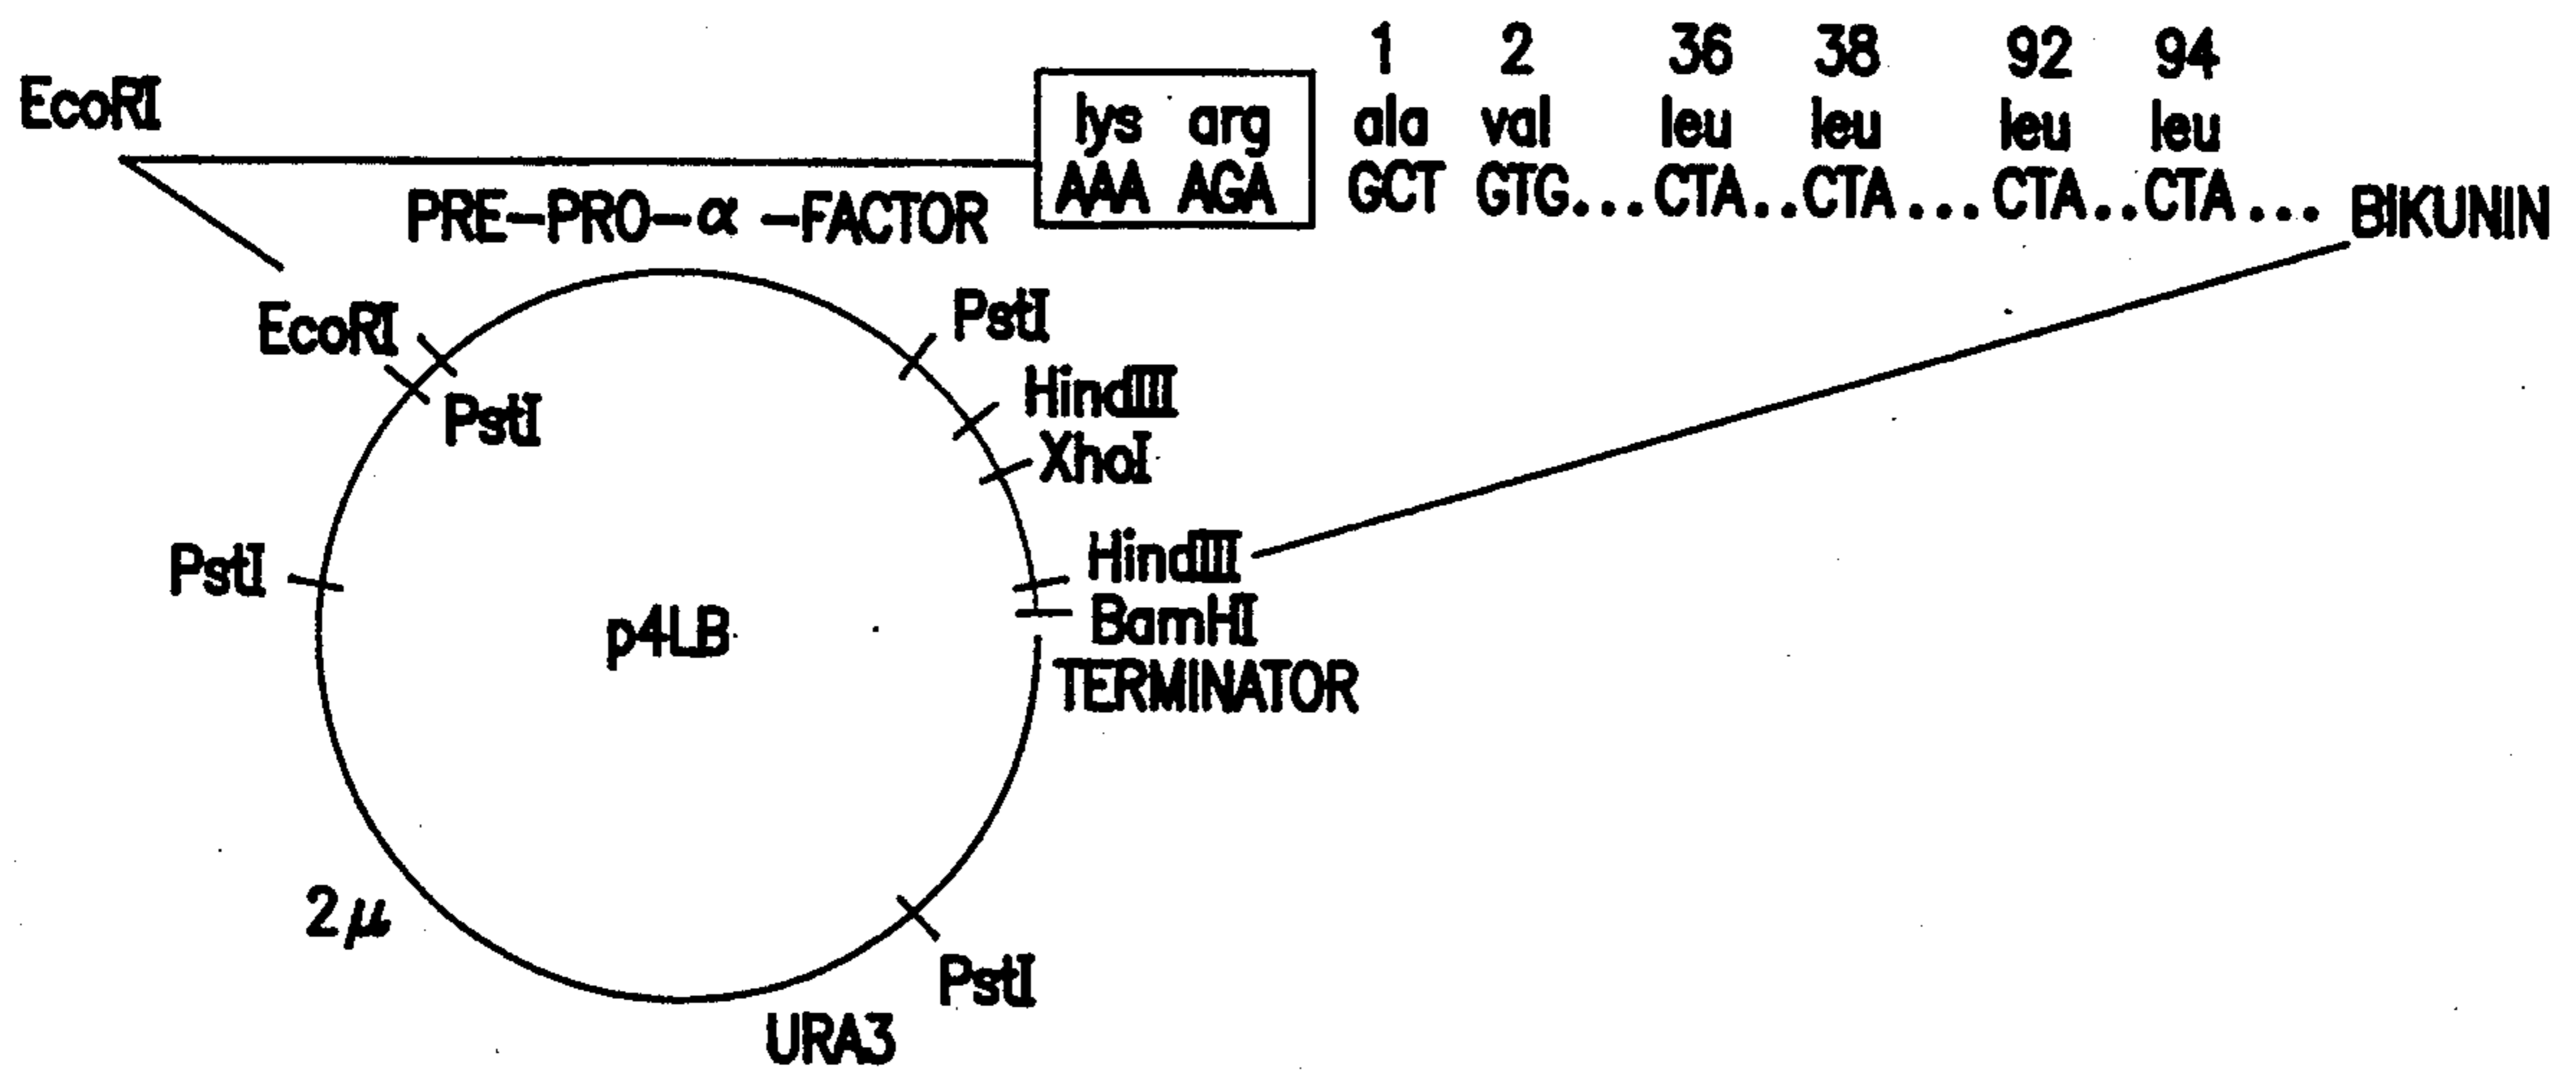 1 2 36 38 92 94
EcoRI
lys arg ala val leu leu leu leu
AAA AGA GCT GTG...CTA..CTA...CTA..CTA... BIKUNIN
PRE-PRO-α-FACTOR
EcoRI
PstI
PstI
HindIII
XhoI
PstI
HindIII
BamHI
p4LB
TERMINATOR
2μ
PstI
URA3